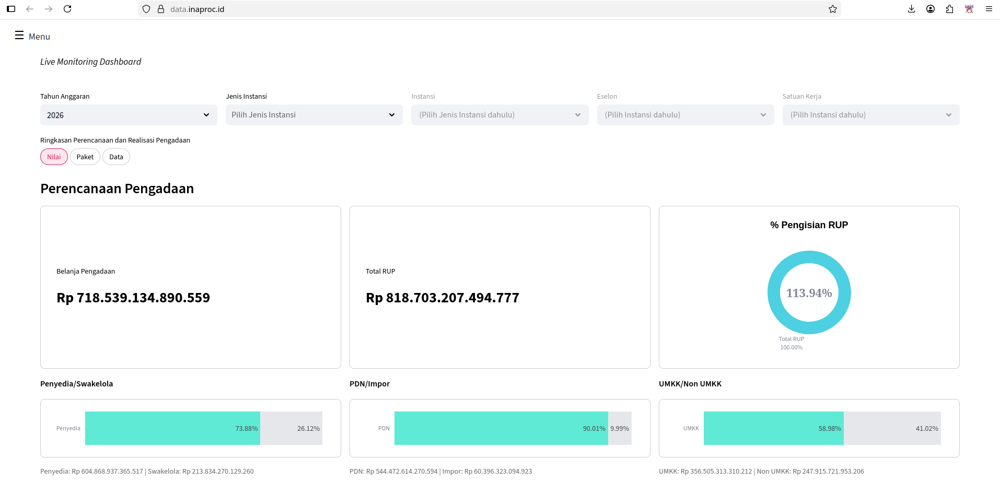 data.inaproc.id
Menu
Live Monitoring Dashboard
Tahun Anggaran
2026
Jenis Instansi
Pilih Jenis Instansi
Instansi
(Pilih Jenis Instansi dahulu)
Eselon
(Pilih Instansi dahulu)
Satuan Kerja
(Pilih Instansi dahulu)
Ringkasan Perencanaan dan Realisasi Pengadaan
Nilai Paket Data
Perencanaan Pengadaan
Belanja Pengadaan
Rp 718.539.134.890.559
Total RUP
Rp 818.703.207.494.777
% Pengisian RUP
113.94%
Total RUP
100.00%
Penyedia/Swakelola
Penyedia 73.88% 26.12%
Penyedia: Rp 604.868.937.365.517 | Swakelola: Rp 213.834.270.129.260
PDN/Impor
PDN 90.01% 9.99%
PDN: Rp 544.472.614.270.594 | Impor: Rp 60.396.323.094.923
UMKK/Non UMKK
UMKK 58.98% 41.02%
UMKK: Rp 356.505.313.310.212 | Non UMKK: Rp 247.915.721.953.206